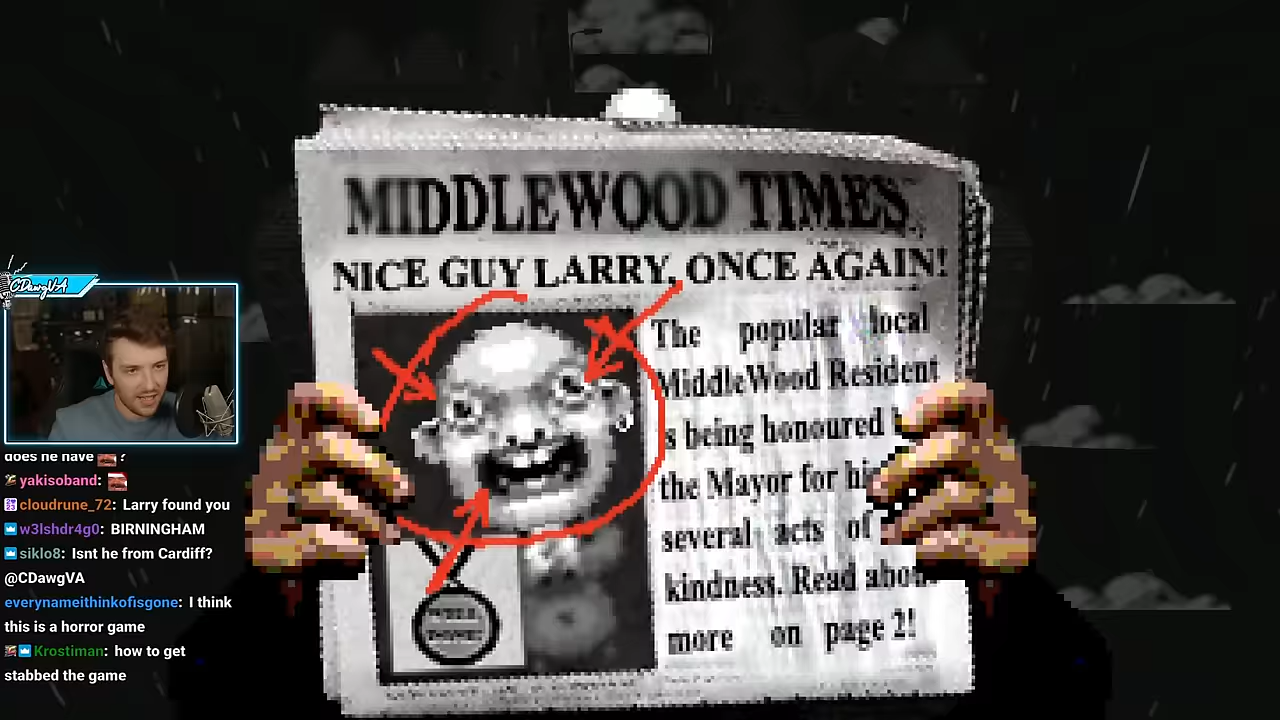 MIDDLEWOOD TIMES
NICE GUY LARRY, ONCE AGAIN!
The popular local
MiddleWood Resident
is being honoured
the Mayor for his
several acts of
kindness. Read about
more on page 2!
CDawgVA
does he have ?
yakisoband:
cloudrune_72: Larry found you
w3lshdr4g0: BIRNINGHAM
siklo8: Isnt he from Cardiff?
@CDawgVA
everynameithinkofisgone: I think
this is a horror game
Krostiman: how to get
stabbed the game